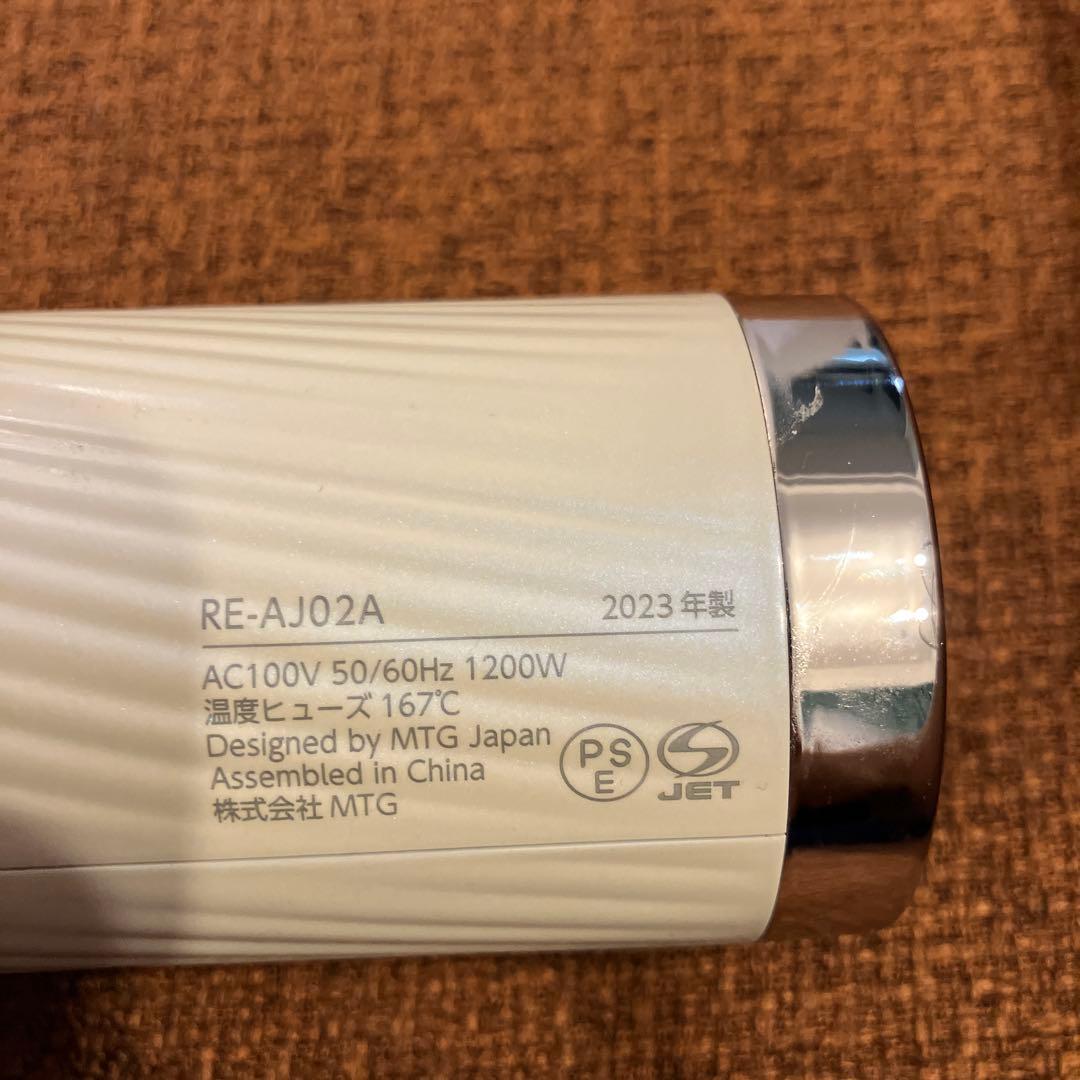 RE-AJ02A 2023年製
AC100V 50/60Hz 1200W
温度ヒューズ 167℃
Designed by MTG Japan
Assembled in China
株式会社 MTG
PS
E
JET